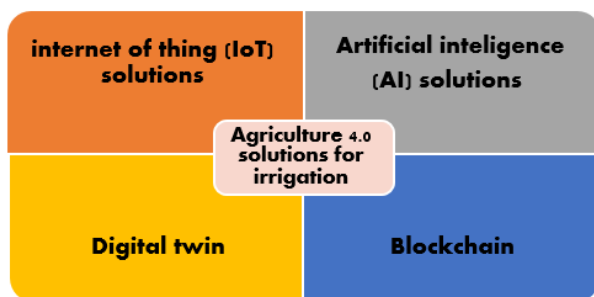 internet of thing (IoT)
solutions
Artificial inteligence
(AI) solutions
Agriculture 4.0
solutions for
irrigation
Digital twin
Blockchain